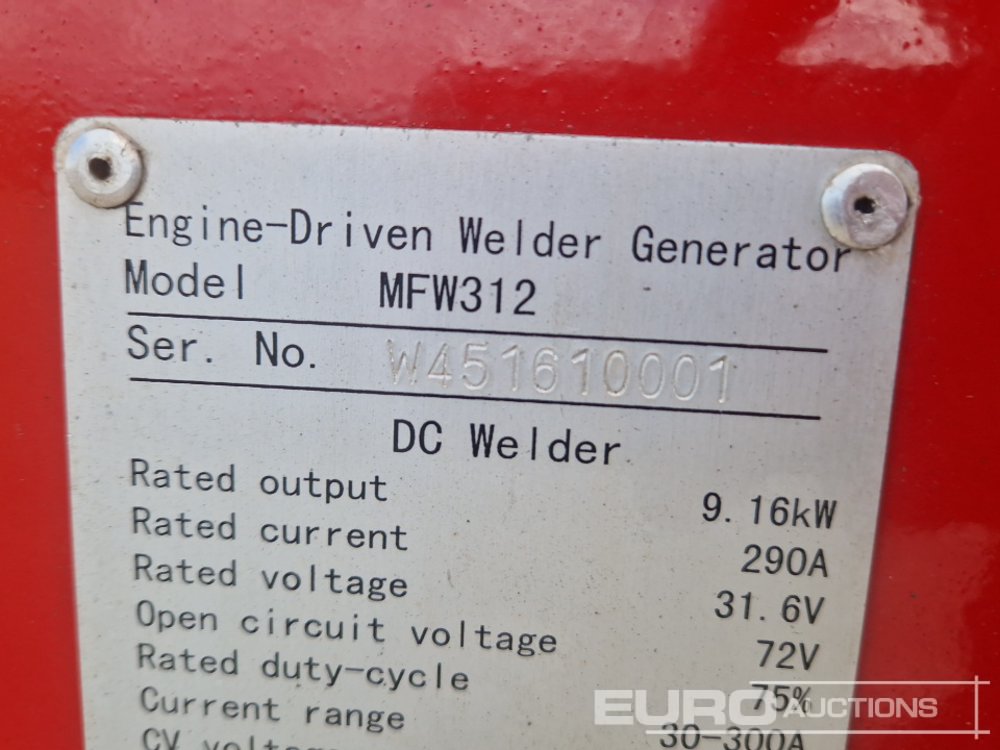 Engine-Driven Welder Generator
Model MFW312
Ser. No. W451610001
DC Welder
Rated output 9.16kW
Rated current 290A
Rated voltage 31.6V
Open circuit voltage 72V
Rated duty-cycle 75%
Current range 30-300A
CV
EURO AUCTIONS